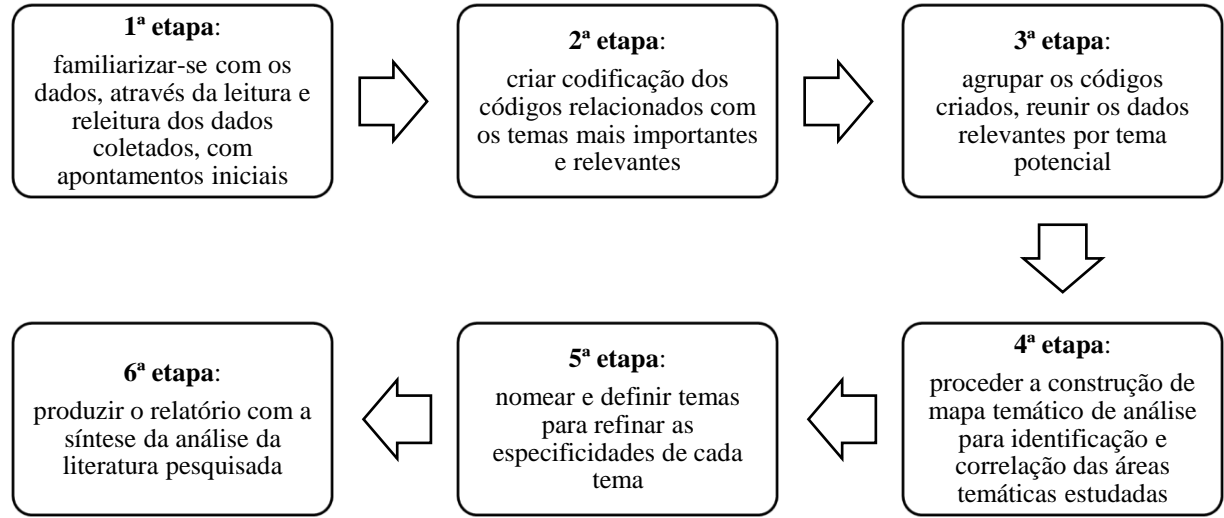 1ª etapa:
familiarizar-se com os
dados, através da leitura e
releitura dos dados
coletados, com
apontamentos iniciais
2ª etapa:
criar codificação dos
códigos relacionados com
os temas mais importantes
e relevantes
3ª etapa:
agrupar os códigos
criados, reunir os dados
relevantes por tema
potencial
4ª etapa:
proceder a construção de
mapa temático de análise
para identificação e
correlação das áreas
temáticas estudadas
5ª etapa:
nomear e definir temas
para refinar as
especificidades de cada
tema
6ª etapa:
produzir o relatório com a
síntese da análise da
literatura pesquisada